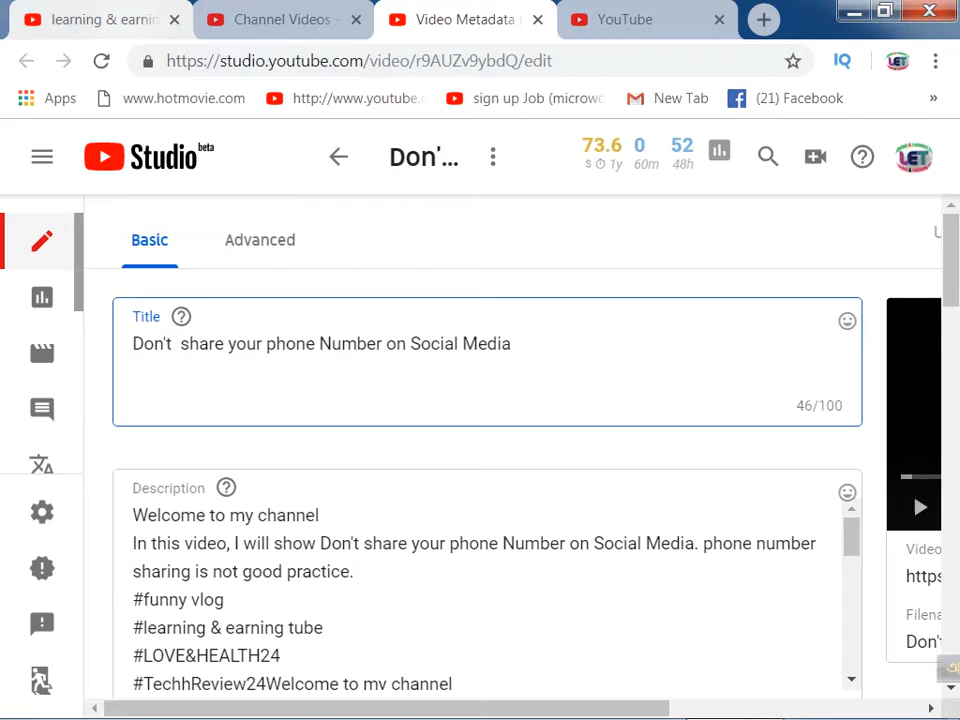 learning & earnin
Channel Videos -
Video Metadata E
YouTube
https://studio.youtube.com/video/r9AUZv9ybdQ/edit
IQ
LET
Apps
www.hotmovie.com
http://www.youtube.c
sign up Job (microwo
New Tab
(21) Facebook
»
Studio beta
Don'...
73.6 0 52
$ 1y 60m 48h
LET
Basic
Advanced
U
Title
Don't  share your phone Number on Social Media
46/100
Description
Welcome to my channel
In this video, I will show Don't share your phone Number on Social Media. phone number
sharing is not good practice.
#funny vlog
#learning & earning tube
#LOVE&HEALTH24
#TechhReview24Welcome to my channel
Video
https
Filena
Don't